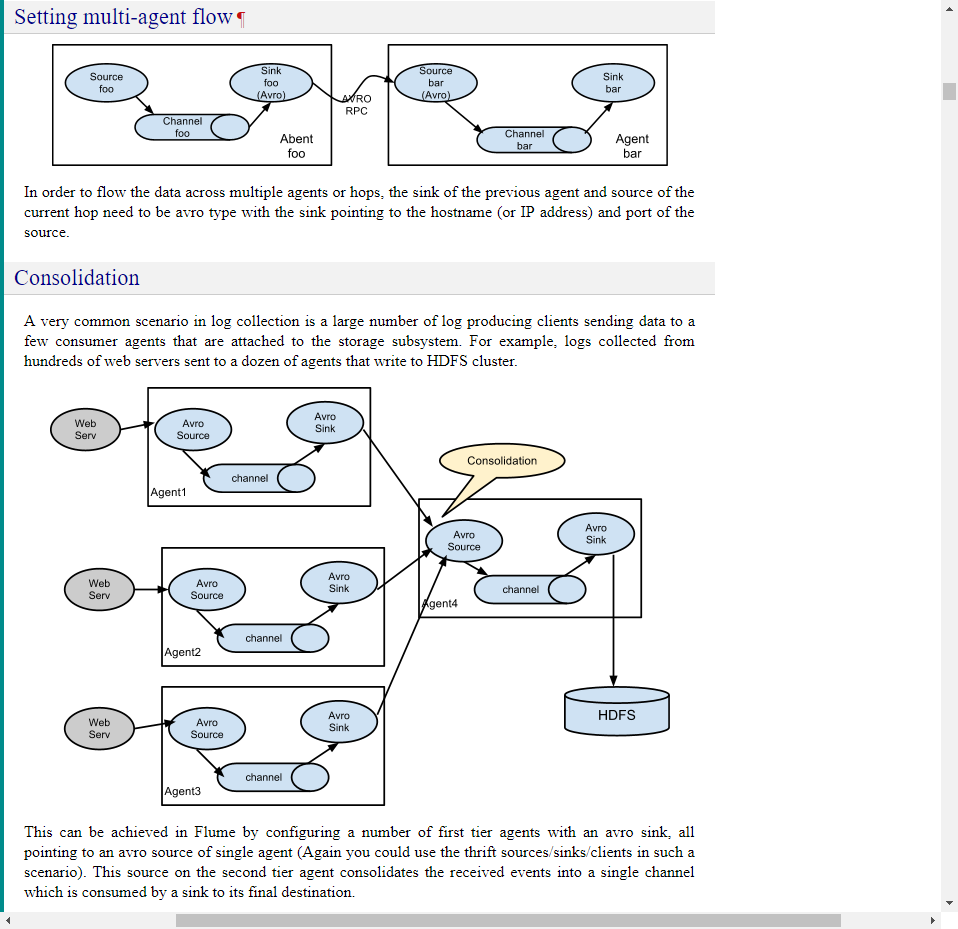 Setting multi-agent flow¶
Source
foo
Sink
foo
(Avro)
Channel
foo
Abent
foo
AVRO
RPC
Source
bar
(Avro)
Sink
bar
Channel
bar
Agent
bar
In order to flow the data across multiple agents or hops, the sink of the previous agent and source of the
current hop need to be avro type with the sink pointing to the hostname (or IP address) and port of the
source.
Consolidation
A very common scenario in log collection is a large number of log producing clients sending data to a
few consumer agents that are attached to the storage subsystem. For example, logs collected from
hundreds of web servers sent to a dozen of agents that write to HDFS cluster.
Web
Serv
Avro
Source
Avro
Sink
channel
Agent1
Consolidation
Web
Serv
Avro
Source
Avro
Sink
channel
Agent2
Avro
Source
Avro
Sink
channel
Agent4
Web
Serv
Avro
Source
Avro
Sink
channel
Agent3
HDFS
This can be achieved in Flume by configuring a number of first tier agents with an avro sink, all
pointing to an avro source of single agent (Again you could use the thrift sources/sinks/clients in such a
scenario). This source on the second tier agent consolidates the received events into a single channel
which is consumed by a sink to its final destination.